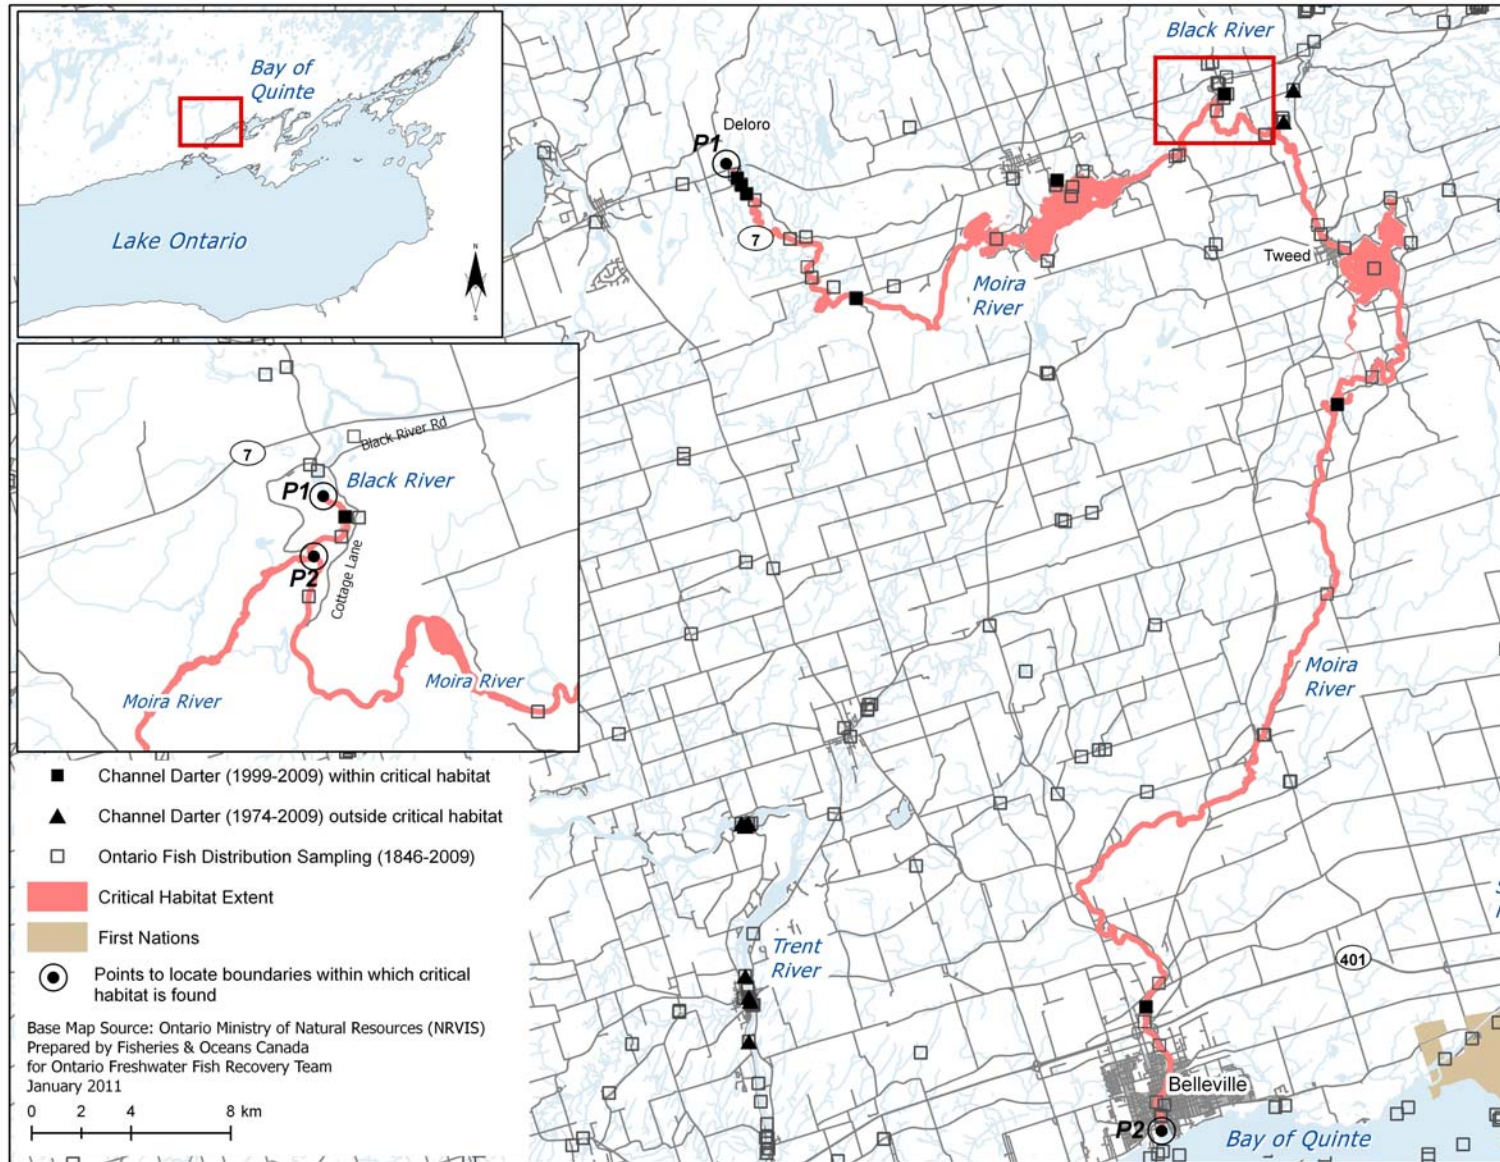 Bay of
Quinte
Lake Ontario
N
S
Black River
Deloro
P1
7
Moira
River
Tweed
7
Black River Rd
Black River
P1
P2
Cottage Lane
Moira River
Moira River
Moira
River
Channel Darter (1999-2009) within critical habitat
Channel Darter (1974-2009) outside critical habitat
Ontario Fish Distribution Sampling (1846-2009)
Critical Habitat Extent
First Nations
Points to locate boundaries within which critical
habitat is found
Base Map Source: Ontario Ministry of Natural Resources (NRVIS)
Prepared by Fisheries & Oceans Canada
for Ontario Freshwater Fish Recovery Team
January 2011
0 2 4 8 km
Trent
River
401
Belleville
P2
Bay of Quinte